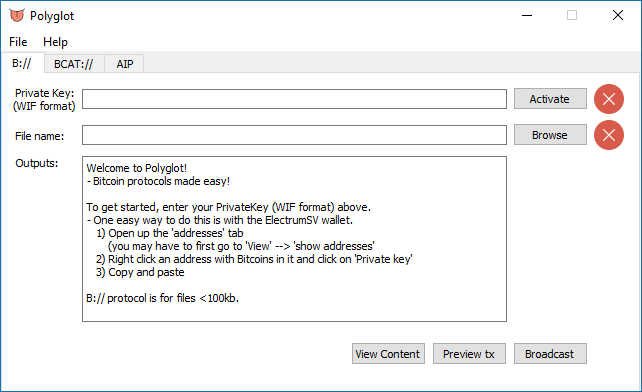 Polyglot
File Help
B:// BCAT:// AIP
Private Key: Activate
(WIF format)
File name: Browse
Outputs:
Welcome to Polyglot!
- Bitcoin protocols made easy!
To get started, enter your PrivateKey (WIF format) above.
- One easy way to do this is with the ElectrumSV wallet.
1) Open up the 'addresses' tab
(you may have to first go to 'View' --> 'show addresses'
2) Right click an address with Bitcoins in it and click on 'Private key'
3) Copy and paste
B:// protocol is for files <100kb.
View Content Preview tx Broadcast